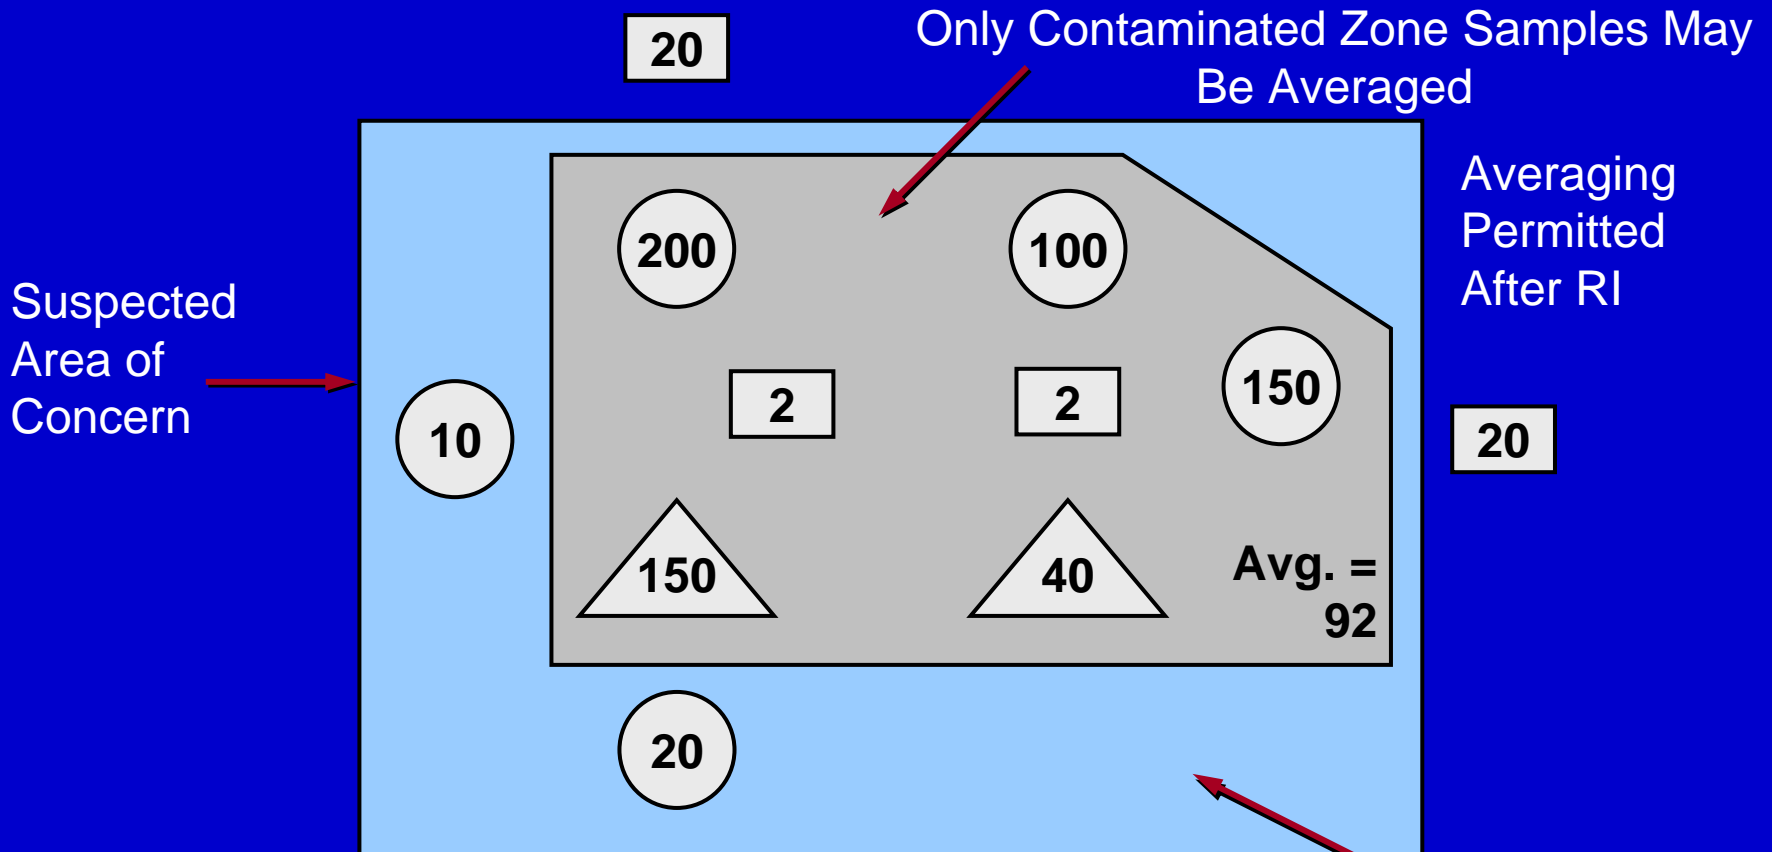 20
Only Contaminated Zone Samples May
Be Averaged
Averaging
Permitted
After RI
Suspected
Area of
Concern
200
100
150
2
2
10
20
150
40
Avg. =
92
20